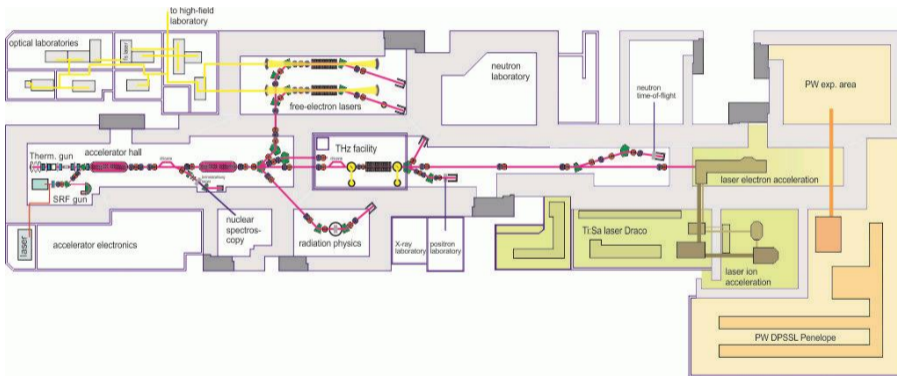 to high-field
laboratory
optical laboratories
free-electron lasers
neutron
laboratory
neutron
time-of-flight
PW exp. area
accelerator hall
Therm. gun
SRF gun
THz facility
laser electron acceleration
laser
accelerator electronics
nuclear
spectros-
copy
radiation physics
X-ray
laboratory
positron
laboratory
Ti:Sa laser Draco
laser ion
acceleration
PW DPSSL Penelope